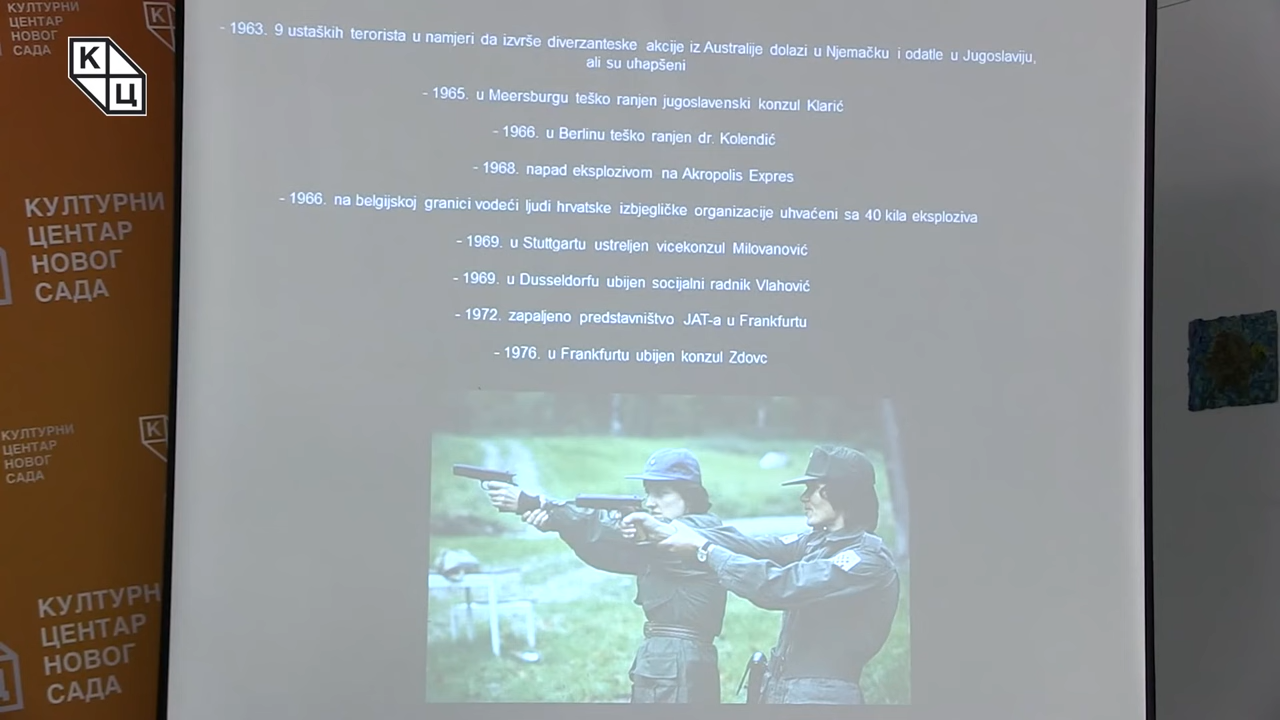 КУЛТУРНИ
ЦЕНТАР
НОВОГ
САДА
К
К
Ц
- 1963. 9 ustaških terorista u namjeri da izvrše diverzanteske akcije iz Australije dolazi u Njemačku i odatle u Jugoslaviju,
ali su uhapšeni
- 1965. u Meersburgu teško ranjen jugoslavenski konzul Klarić
- 1966. u Berlinu teško ranjen dr. Kolendić
- 1968. napad eksplozivom na Akropolis Expres
- 1966. na belgijskoj granici vodeći ljudi hrvatske izbjegličke organizacije uhvaćeni sa 40 kila eksploziva
- 1969. u Stuttgartu ustreljen vicekonzul Milovanović
- 1969. u Dusseldorfu ubijen socijalni radnik Vlahović
- 1972. zapaljeno predstavništvo JAT-a u Frankfurtu
- 1976. u Frankfurtu ubijen konzul Zdovc
КУЛТУРНИ
ЦЕНТАР
НОВОГ
САДА
КУЛТУРНИ
ЦЕНТАР
НОВОГ
САДА
К
КУЛТУРН
ЦЕНТАР
НОВОГ
САДА
Ц